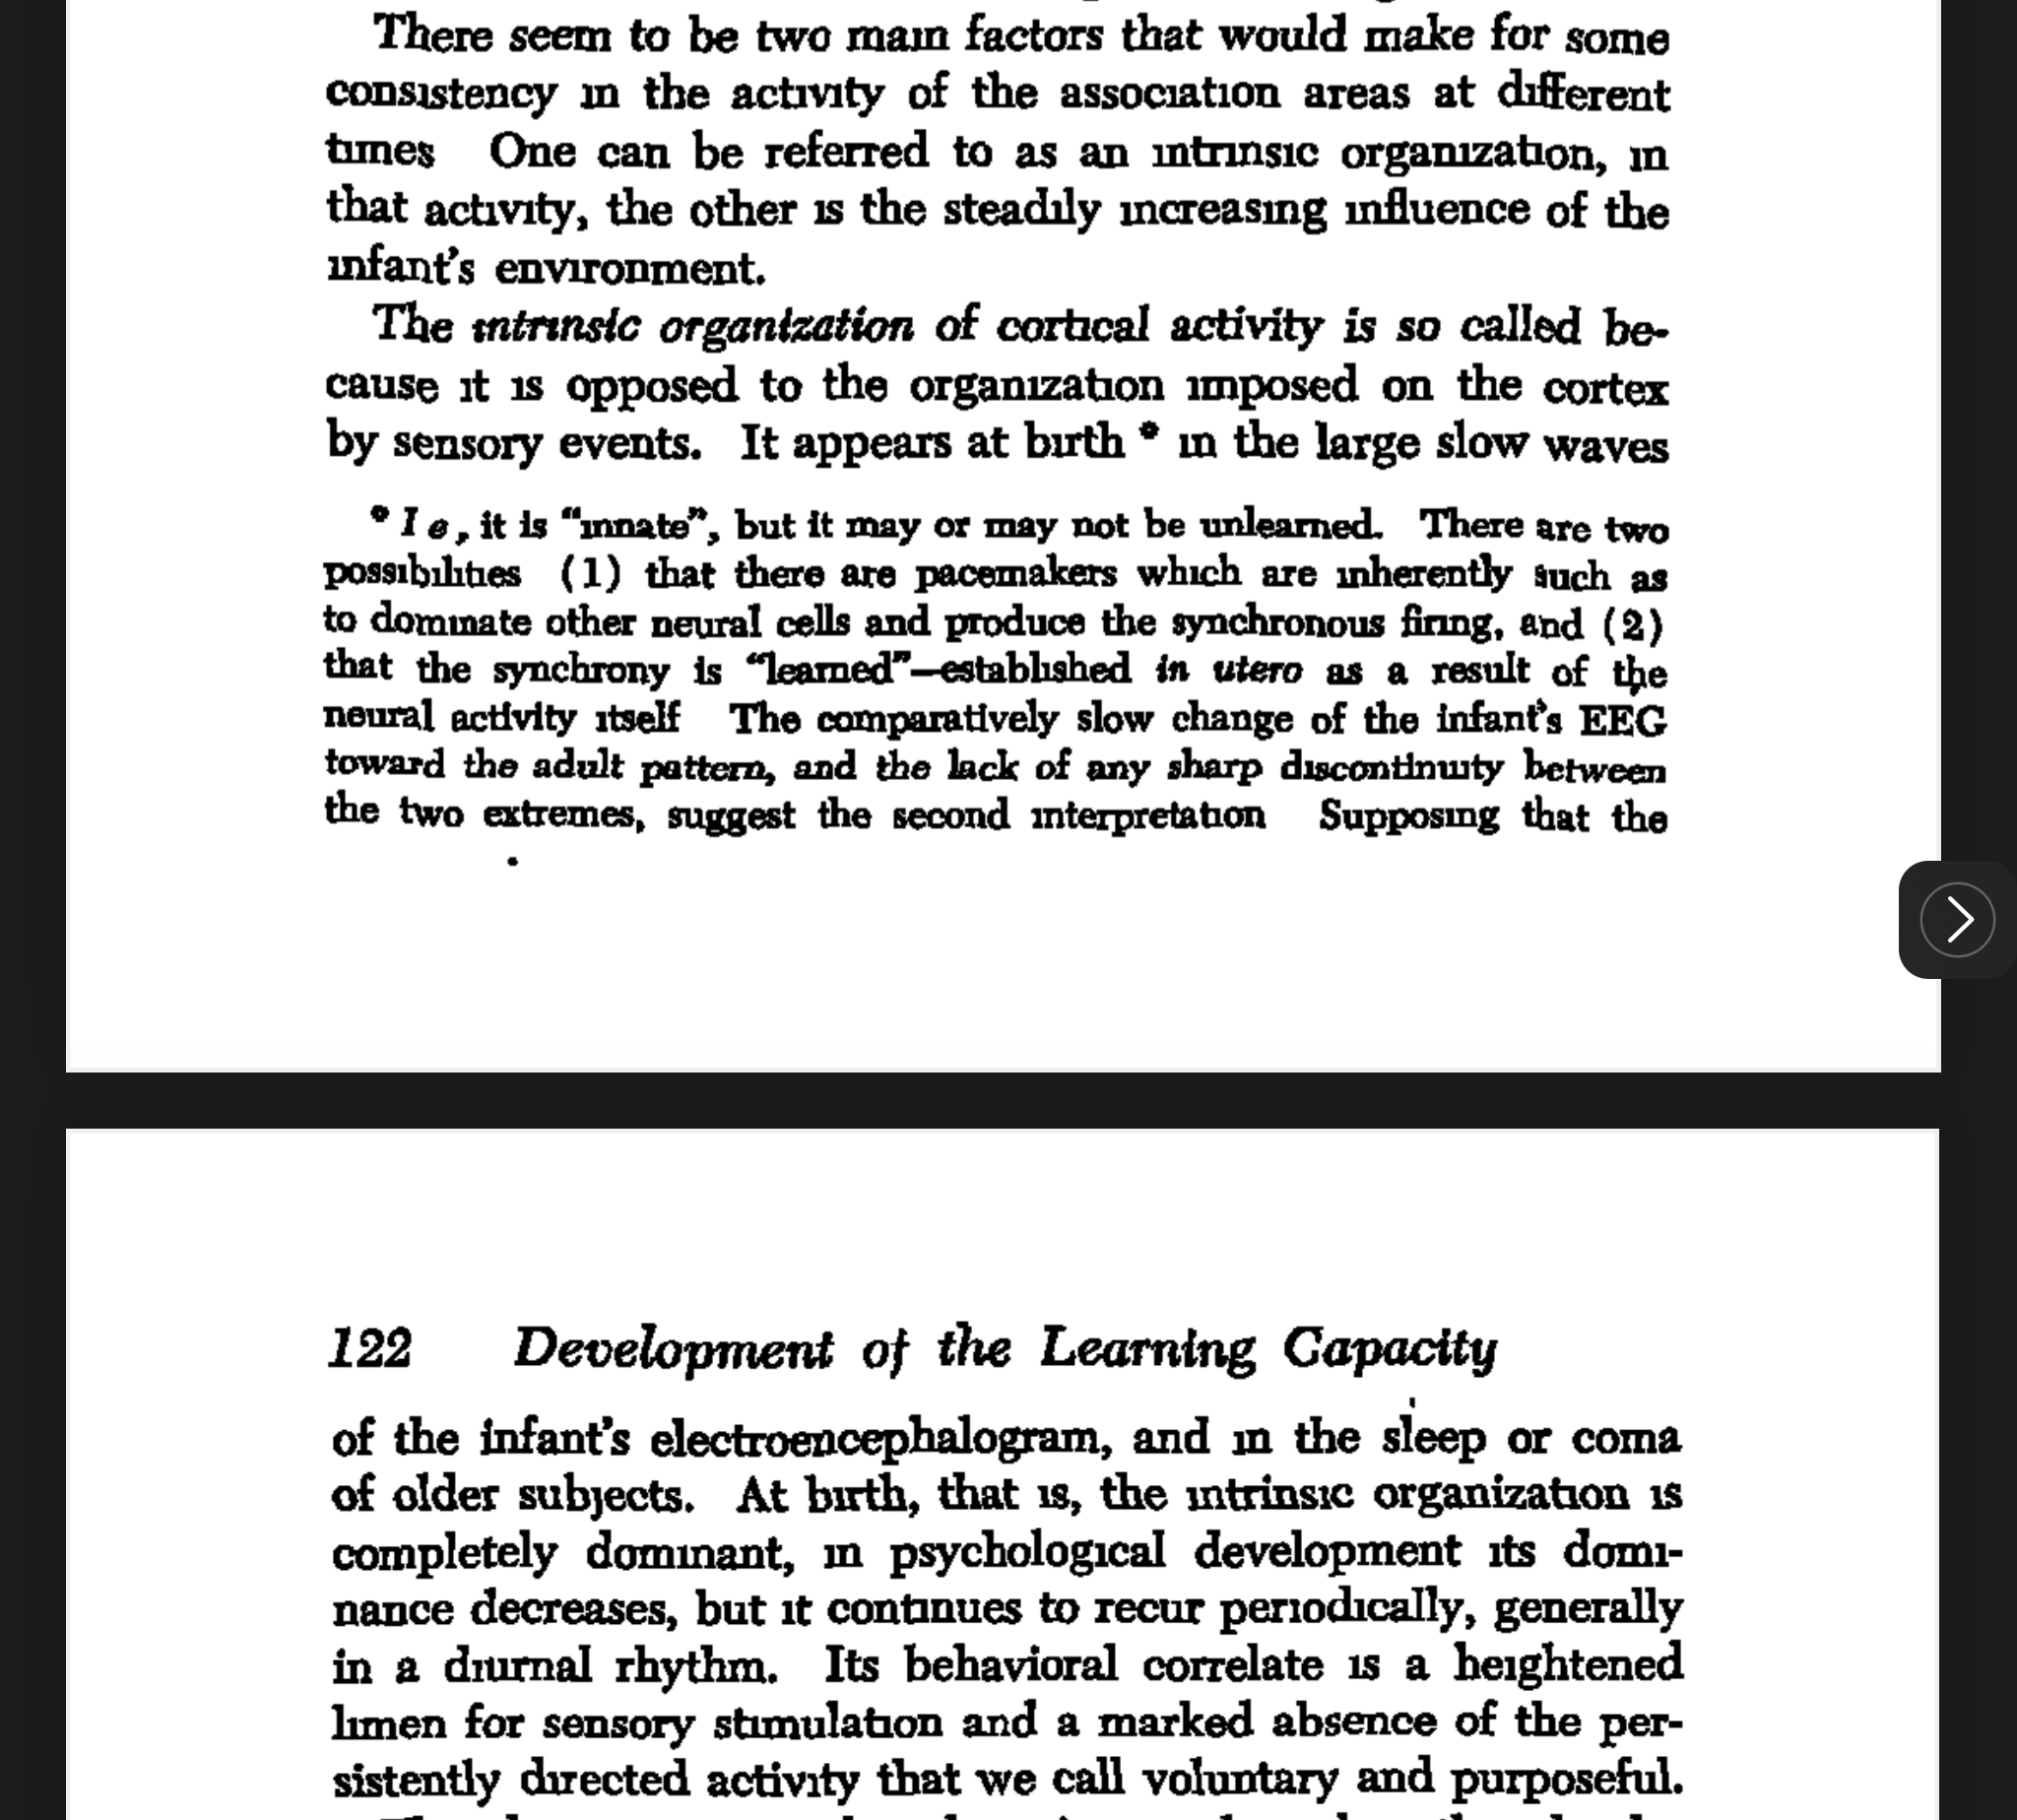 There seem to be two main factors that would make for some
consistency in the activity of the association areas at different
times One can be referred to as an intrinsic organization, in
that activity, the other is the steadily increasing influence of the
infant's environment.
The intrinsic organization of cortical activity is so called be-
cause it is opposed to the organization imposed on the cortex
by sensory events. It appears at birth * in the large slow waves
* I e, it is "innate", but it may or may not be unlearned. There are two
possibilities (1) that there are pacemakers which are inherently such as
to dominate other neural cells and produce the synchronous firing, and (2)
that the synchrony is "learned"—established in utero as a result of the
neural activity itself The comparatively slow change of the infant's EEG
toward the adult pattern, and the lack of any sharp discontinuity between
the two extremes, suggest the second interpretation Supposing that the
122 Development of the Learning Capacity
of the infant's electroencephalogram, and in the sleep or coma
of older subjects. At birth, that is, the intrinsic organization is
completely dominant, in psychological development its domi-
nance decreases, but it continues to recur periodically, generally
in a diurnal rhythm. Its behavioral correlate is a heightened
limen for sensory stimulation and a marked absence of the per-
sistently directed activity that we call voluntary and purposeful.